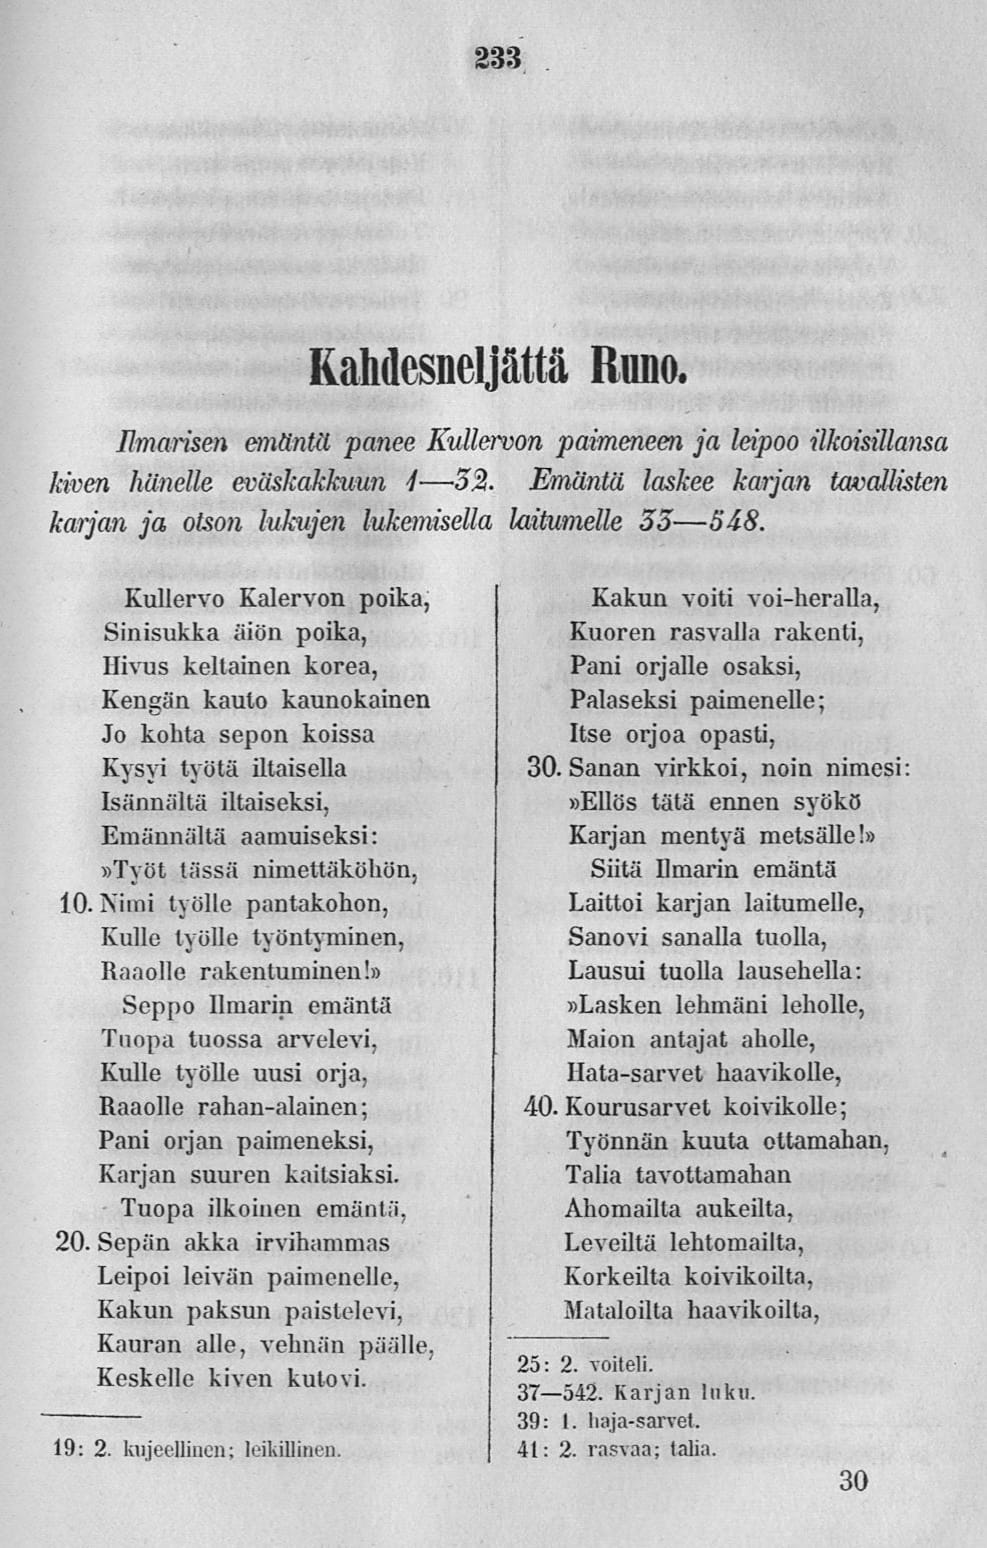 233
Kahdesneljättä Runo.
Ilmarisen emäntä panee Kullervon paimeneen ja leipoo ilkoisillansa
kiven hänelle eväskakkuun 1—32. Emäntä laskee karjan tavallisten
karjan ja otson lukujen lukemisella laitumelle 33—548.
Kullervo Kalervon poika,
Sinisukka äiön poika,
Hivus keltainen korea,
Kengän kauto kaunokainen
Jo kohta sepon koissa
Kysyi työtä iltaisella
Isännältä iltaiseksi,
Emännältä aamuiseksi:
»Työt tässä nimettäköhön,
10. Nimi työlle pantakohon,
Kulle työlle työntyminen,
Raaolle rakentuminen!»
Seppo Ilmarin emäntä
Tuopa tuossa arvelevi,
Kulle työlle uusi orja,
Raaolle rahan-alainen;
Pani orjan paimeneksi,
Karjan suuren kaitsiaksi.
Tuopa ilkoinen emäntä,
20. Sepän akka irvihammas
Leipoi leivän paimenelle,
Kakun paksun paistelevi,
Kauran alle, vehnän päälle,
Keskelle kiven kutovi.
19: 2. kujeellinen; leikillinen.
Kakun voiti voi-heralla,
Kuoren rasvalla rakenti,
Pani orjalle osaksi,
Palaseksi paimenelle;
Itse orjoa opasti,
30. Sanan virkkoi, noin nimesi:
»Ellös tätä ennen syökö
Karjan mentyä metsälle!»
Siitä Ilmarin emäntä
Laittoi karjan laitumelle,
Sanovi sanalla tuolla,
Lausui tuolla lausehella:
»Lasken lehmäni leholle,
Maion antajat aholle,
Hata-sarvet haavikolle,
40. Kourusarvet koivikolle;
Työnnän kuuta ottamahan,
Talia tavottamahan
Ahomailta aukeilta,
Leveiltä lehtomailta,
Korkeilta koivikoilta,
Mataloilta haavikoilta,
25: 2. voiteli.
37—542. Karjan luku.
39: 1. haja-sarvet.
41: 2. rasvaa; talia.
30